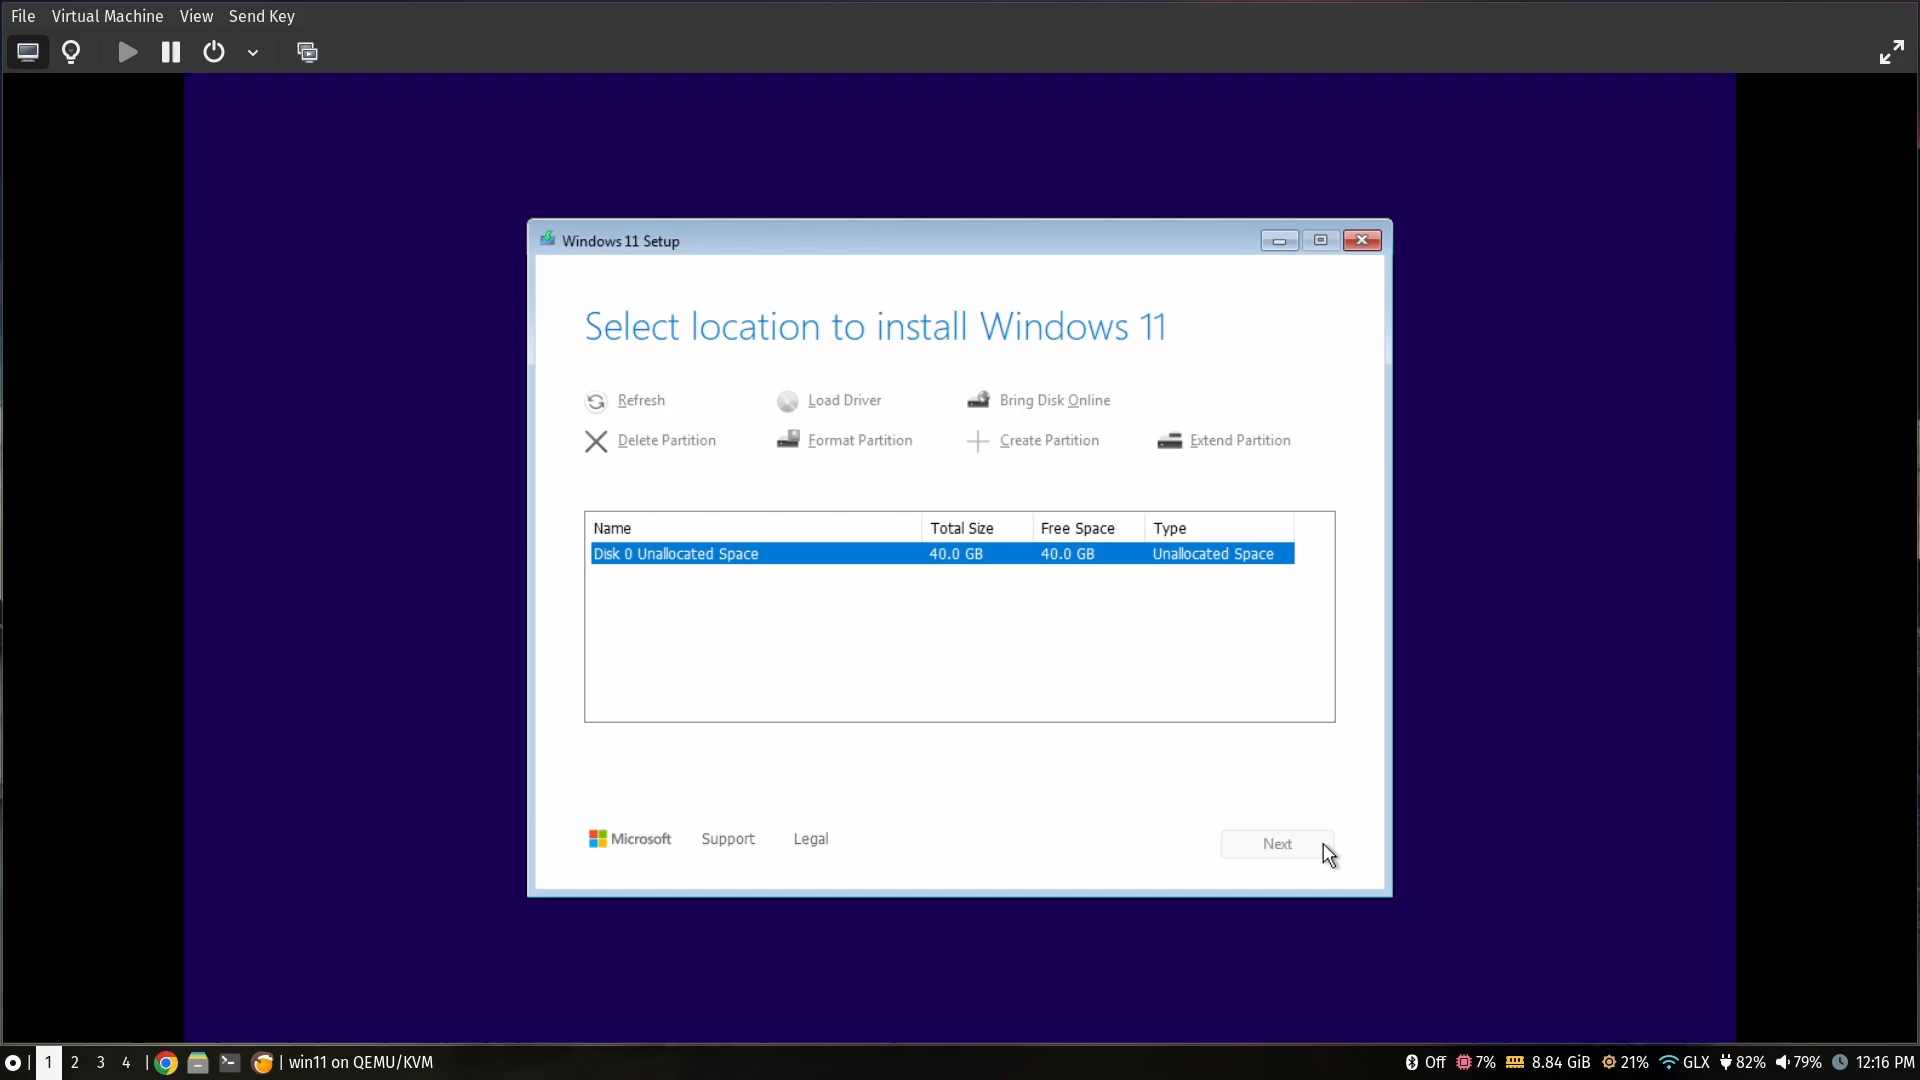 File Virtual Machine View Send Key
Windows 11 Setup
Select location to install Windows 11
Refresh Load Driver Bring Disk Online
Delete Partition Format Partition Create Partition Extend Partition
Name Total Size Free Space Type
Disk 0 Unallocated Space 40.0 GB 40.0 GB Unallocated Space
Microsoft Support Legal Next
1 2 3 4 | win11 on QEMU/KVM Off 7% 8.84 GiB 21% GLX 82% 79% 12:16 PM